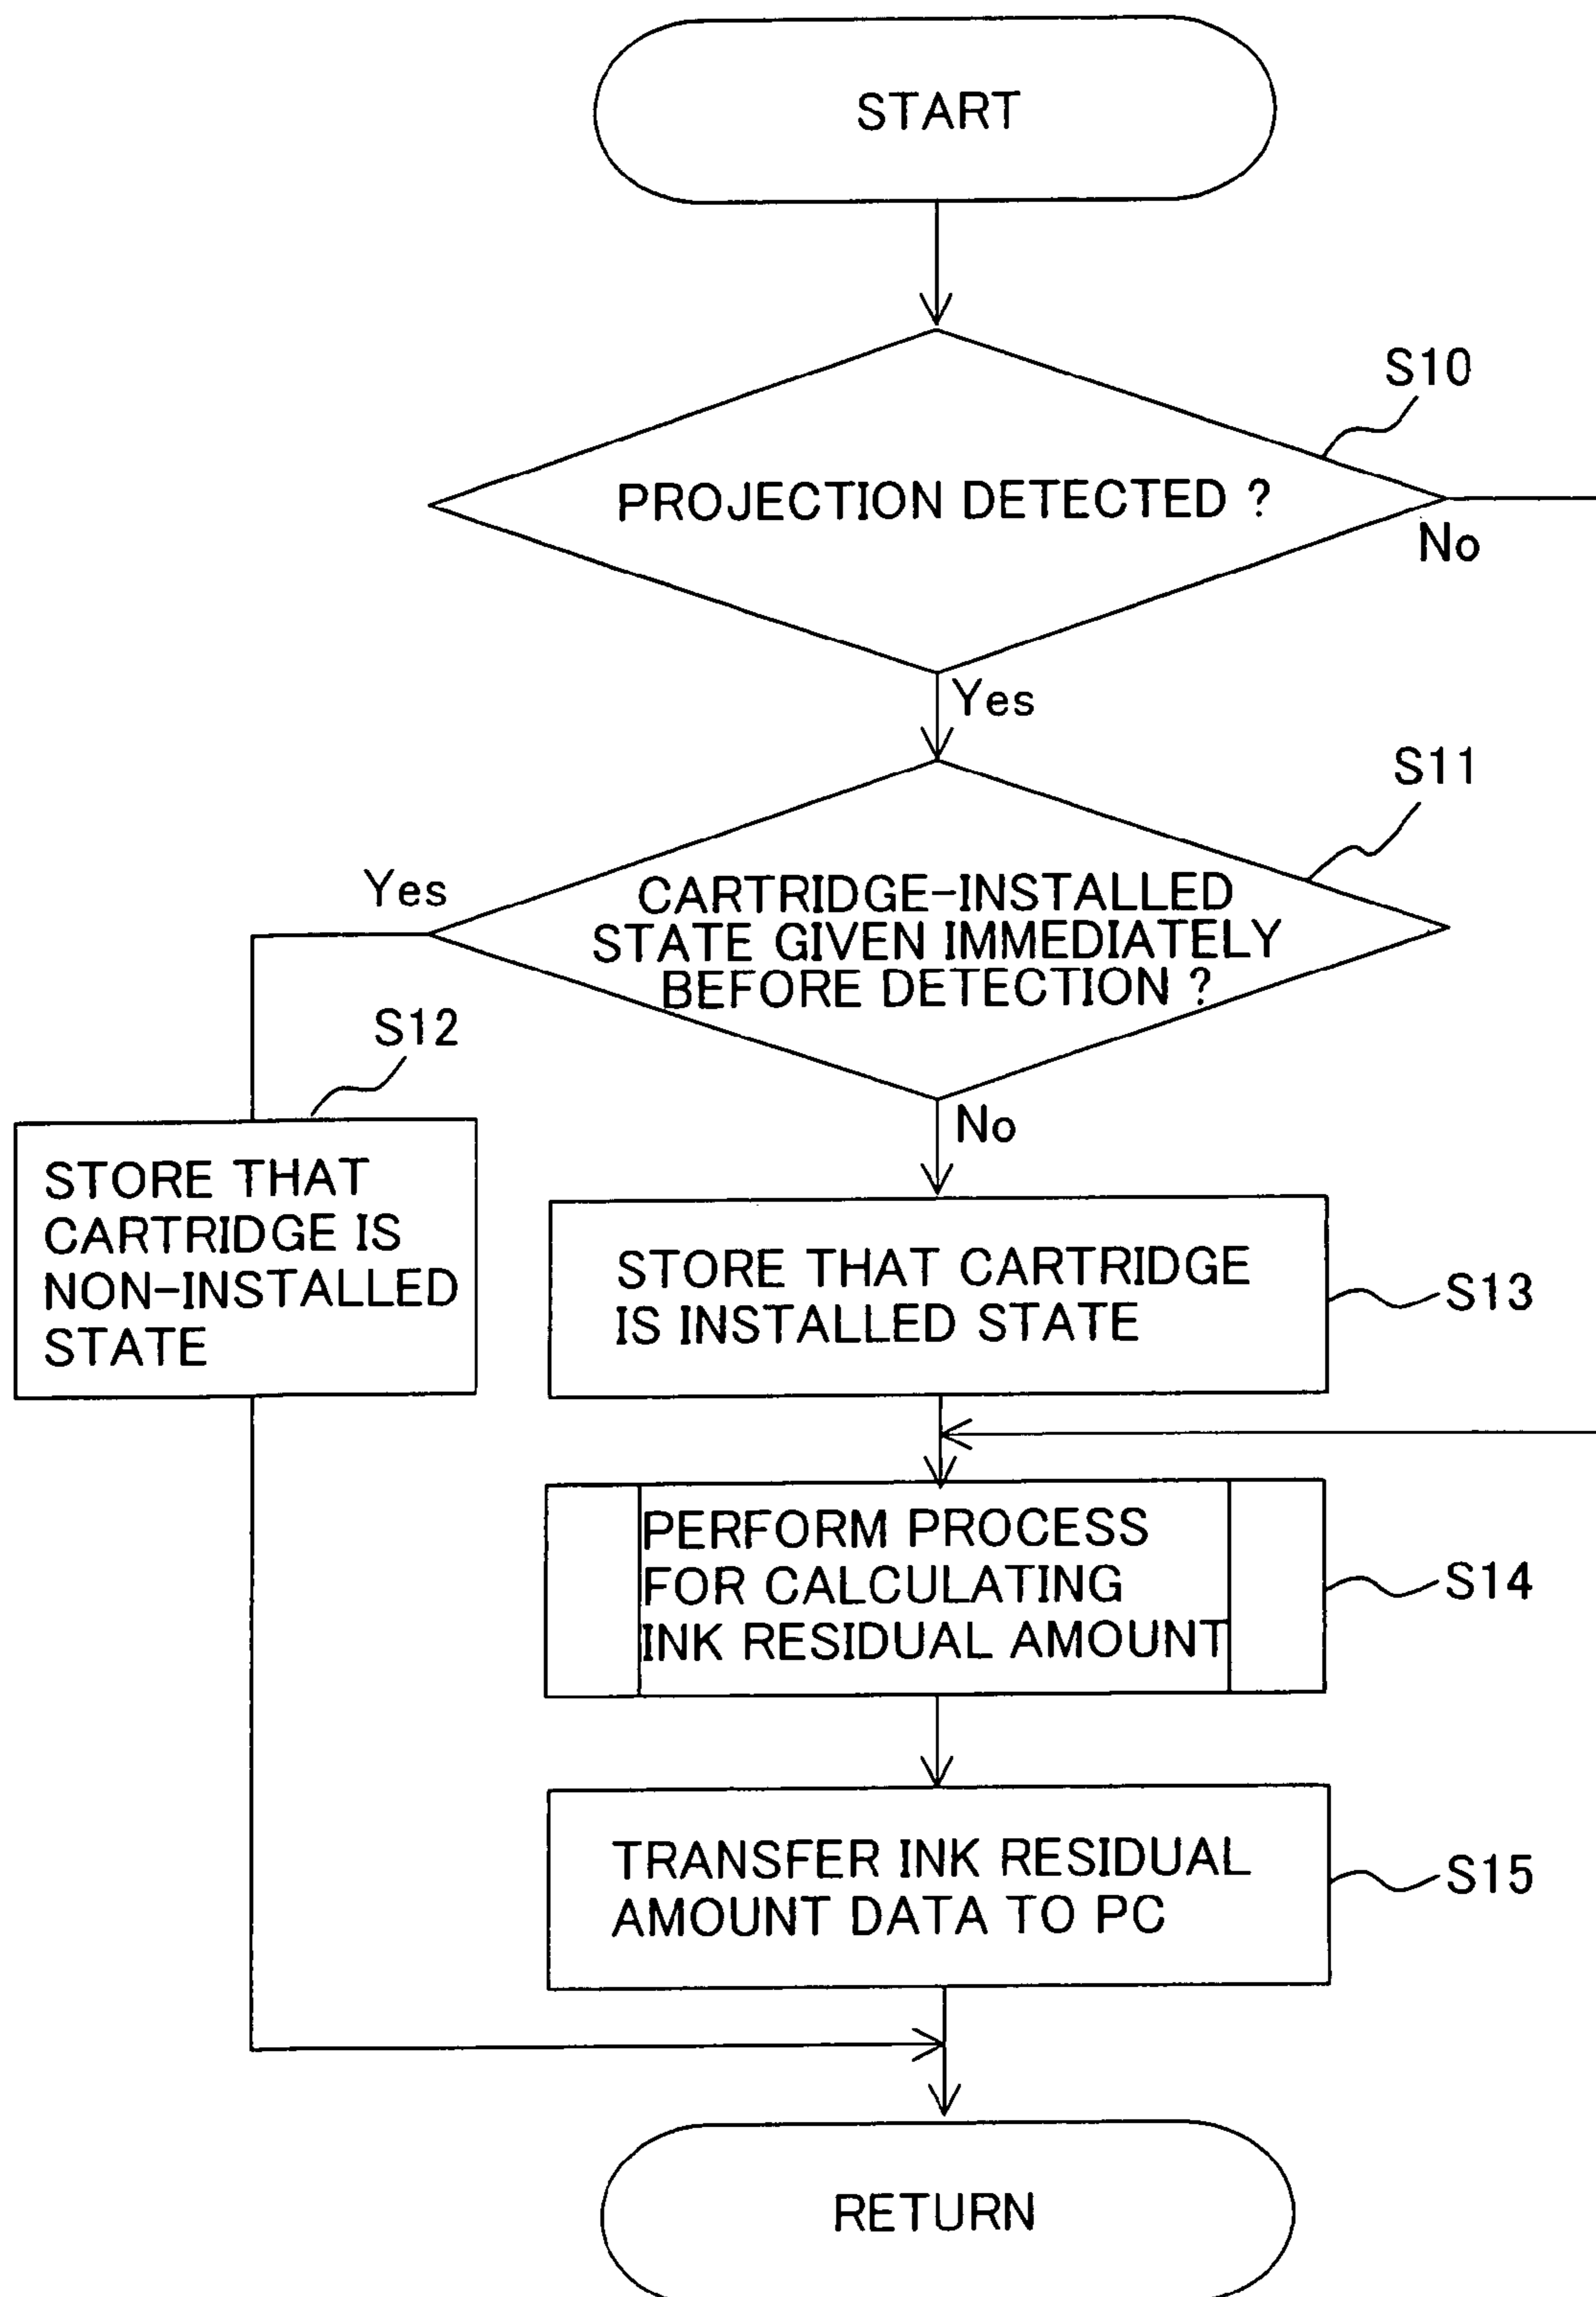 START
S10
PROJECTION DETECTED ?
No
Yes
S11
Yes
CARTRIDGE-INSTALLED
STATE GIVEN IMMEDIATELY
BEFORE DETECTION ?
S12
No
STORE THAT
CARTRIDGE IS
NON-INSTALLED
STATE
STORE THAT CARTRIDGE
IS INSTALLED STATE
S13
PERFORM PROCESS
FOR CALCULATING
INK RESIDUAL AMOUNT
S14
TRANSFER INK RESIDUAL
AMOUNT DATA TO PC
S15
RETURN